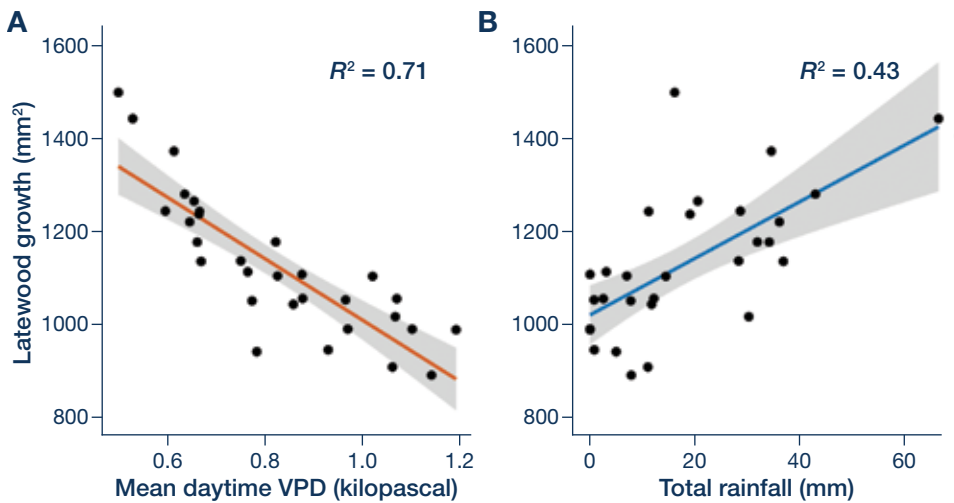 A
B
R² = 0.71
R² = 0.43
Latewood growth (mm²)
1600
1400
1200
1000
800
1600
1400
1200
1000
800
0.6 0.8 1.0 1.2
0 20 40 60
Mean daytime VPD (kilopascal)
Total rainfall (mm)